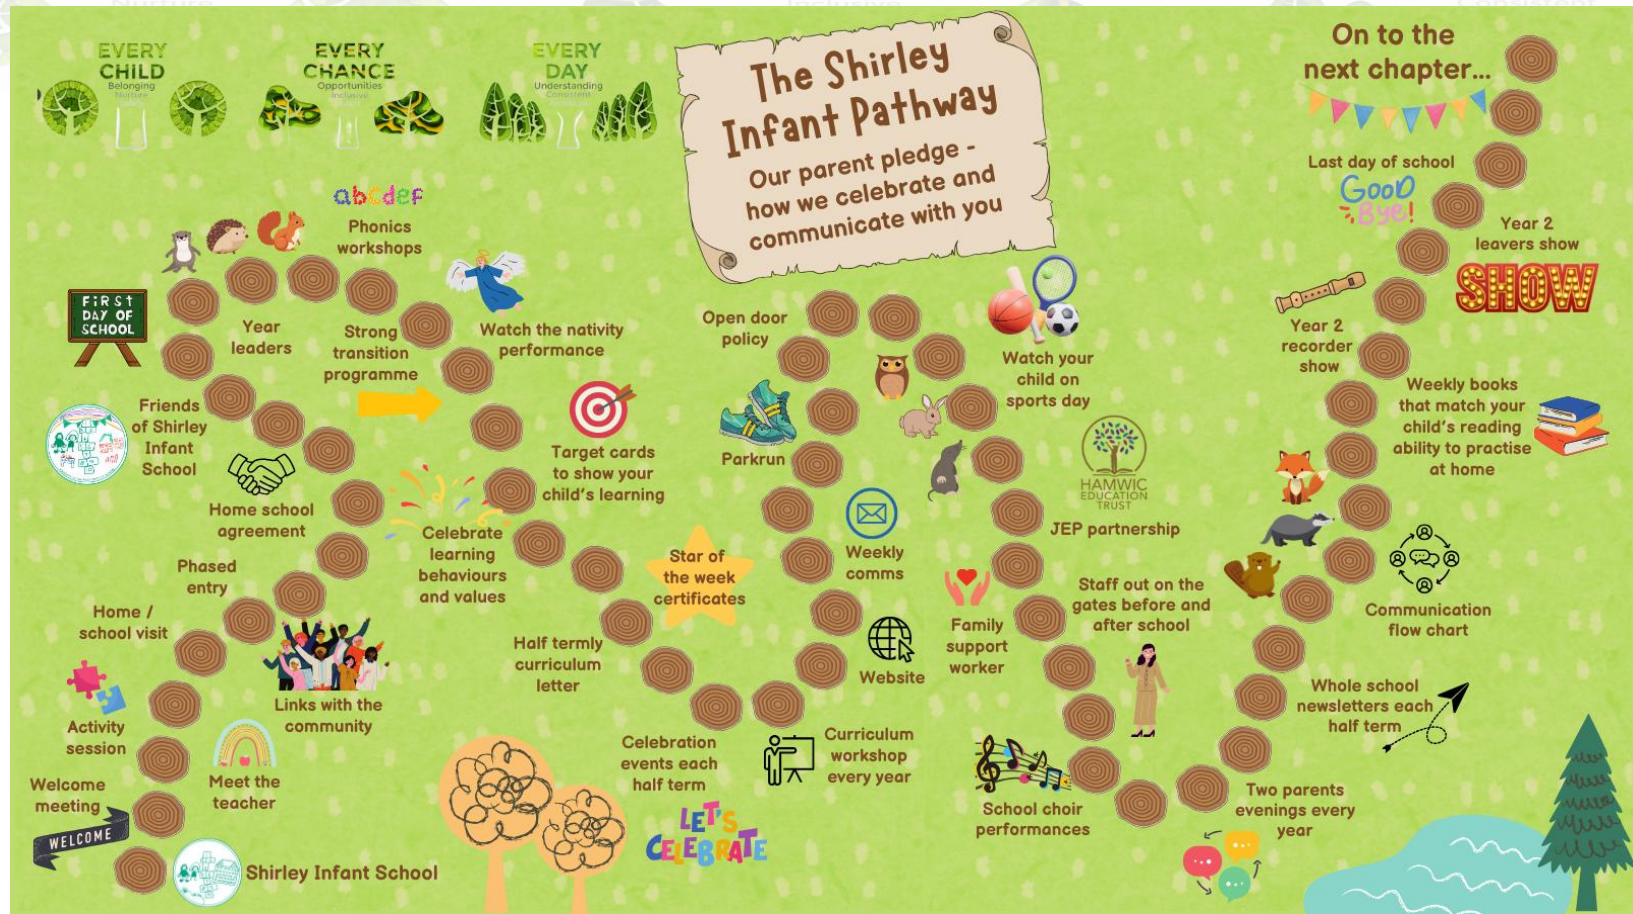 Nurture
Inclusive
Consistent
EVERY
CHILD
Belonging
Nurture
EVERY
CHANCE
Opportunities
Inclusive
EVERY
DAY
Understanding
Consistent
The Shirley
Infant Pathway
Our parent pledge -
how we celebrate and
communicate with you
On to the
next chapter...
Last day of school
GOOD
Bye!
Year 2
leavers show
SHOW
Year 2
recorder
show
Weekly books
that match your
child's reading
ability to practise
at home
Communication
flow chart
Whole school
newsletters each
half term
Two parents
evenings every
year
School choir
performances
Staff out on the
gates before and
after school
Family
support
worker
JEP partnership
HAMWIC
EDUCATION
TRUST
Watch your
child on
sports day
Open door
policy
Parkrun
Weekly
comms
Website
Curriculum
workshop
every year
Celebration
events each
half term
LET'S
CELEBRATE
Half termly
curriculum
letter
Star of
the week
certificates
Celebrate
learning
behaviours
and values
Target cards
to show your
child's learning
Watch the nativity
performance
Strong
transition
programme
abcdef
Phonics
workshops
Year
leaders
FIRST
DAY OF
SCHOOL
Friends
of Shirley
Infant
School
Home school
agreement
Phased
entry
Home /
school visit
Links with the
community
Activity
session
Meet the
teacher
Welcome
meeting
WELCOME
Shirley Infant School